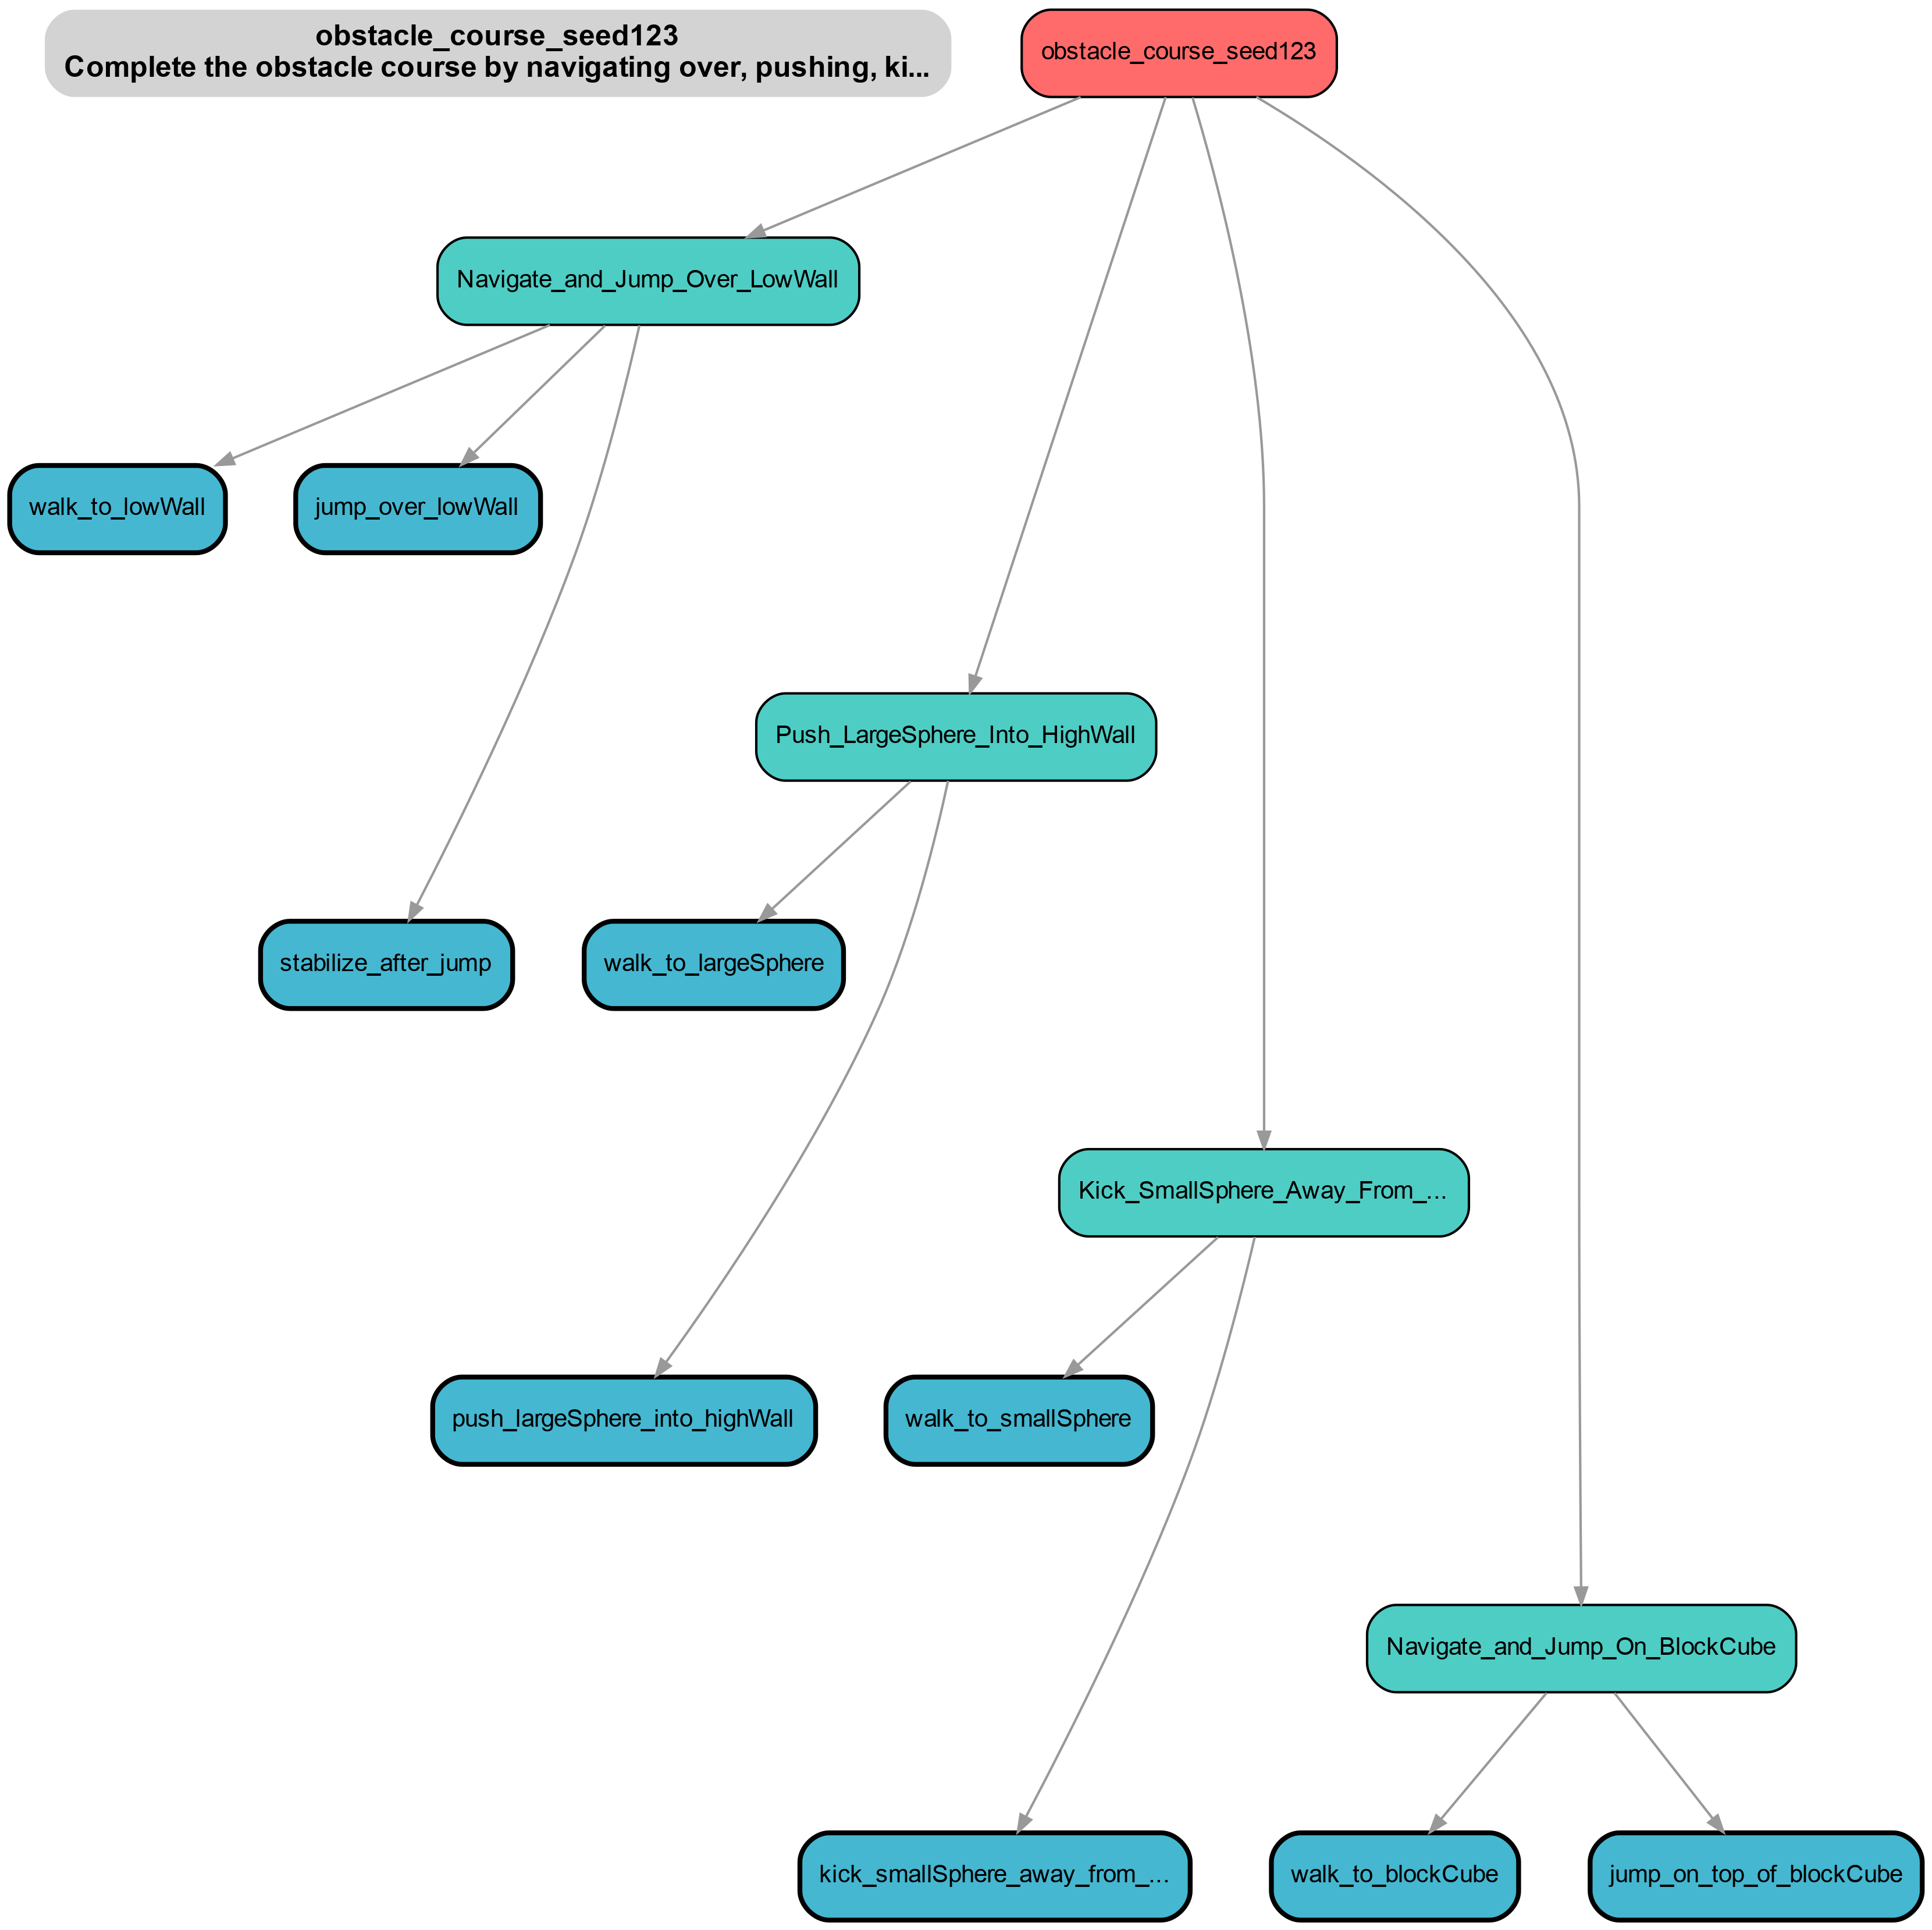 obstacle_course_seed123
Complete the obstacle course by navigating over, pushing, ki...
obstacle_course_seed123
Navigate_and_Jump_Over_LowWall
walk_to_lowWall
jump_over_lowWall
Push_LargeSphere_Into_HighWall
stabilize_after_jump
walk_to_largeSphere
Kick_SmallSphere_Away_From_...
push_largeSphere_into_highWall
walk_to_smallSphere
Navigate_and_Jump_On_BlockCube
kick_smallSphere_away_from_...
walk_to_blockCube
jump_on_top_of_blockCube